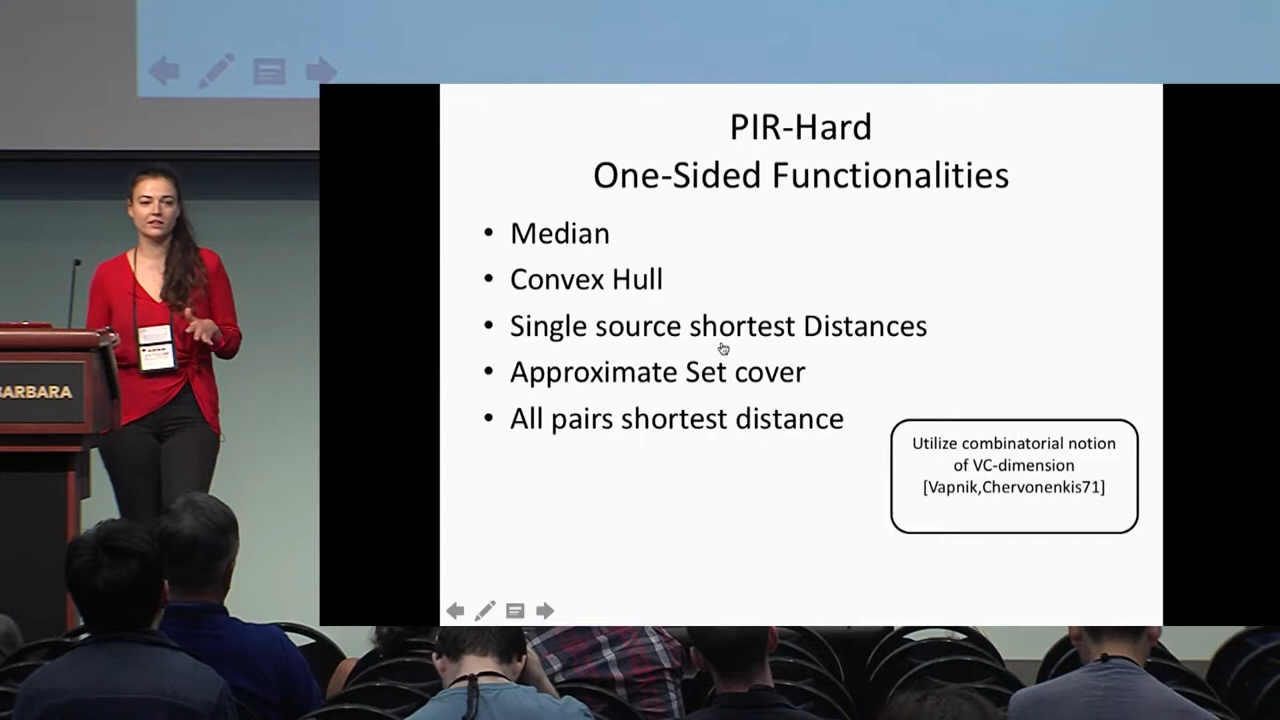 PIR-Hard
One-Sided Functionalities
• Median
• Convex Hull
• Single source shortest Distances
• Approximate Set cover
• All pairs shortest distance
Utilize combinatorial notion
of VC-dimension
[Vapnik,Chervonenkis71]
ARBARA